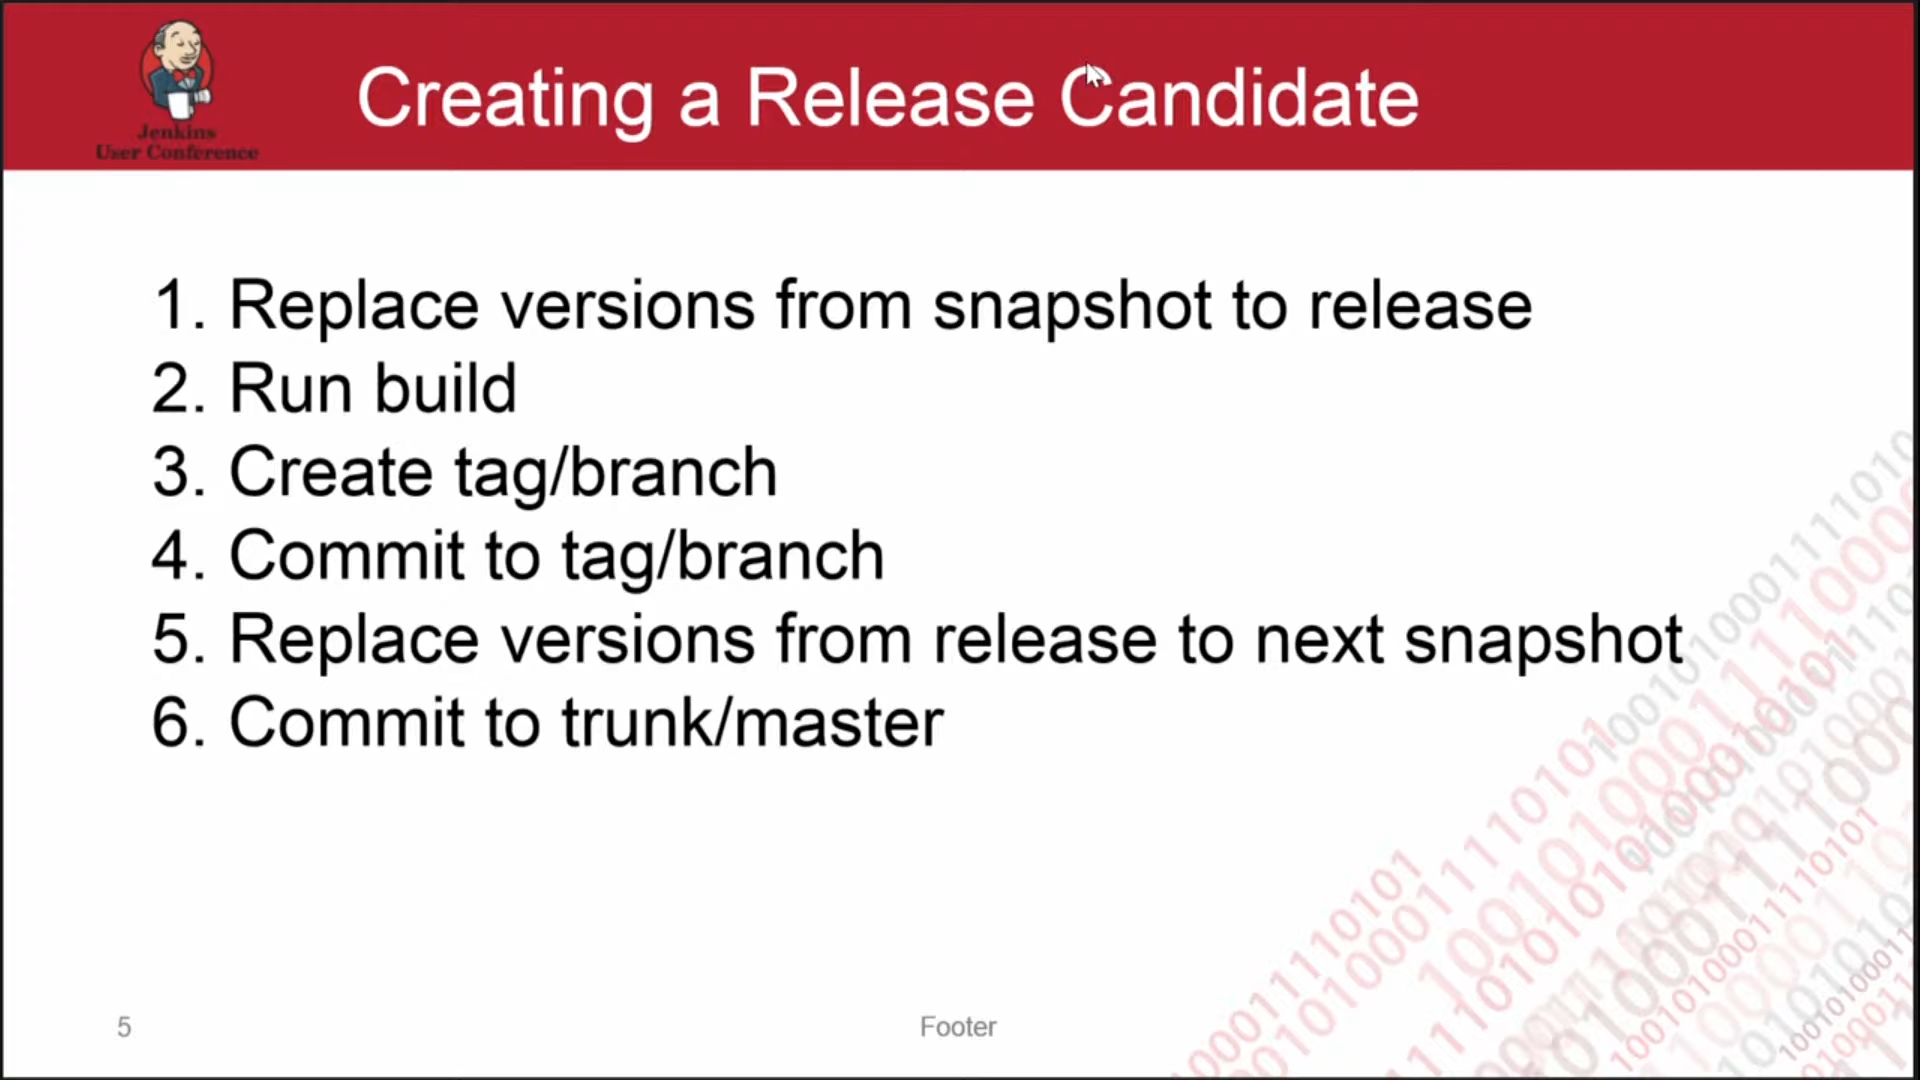 Jenkins
User Conference
Creating a Release Candidate
1. Replace versions from snapshot to release
2. Run build
3. Create tag/branch
4. Commit to tag/branch
5. Replace versions from release to next snapshot
6. Commit to trunk/master
5
Footer